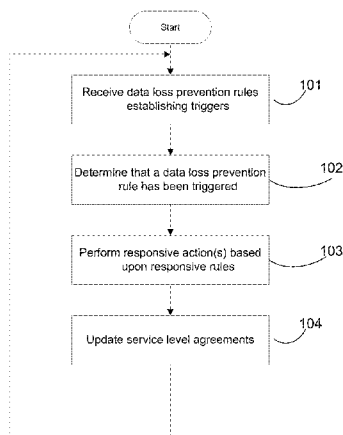 Start
Receive data loss prevention rules
establishing triggers
101
Determine that a data loss prevention
rule has been triggered
102
Perform responsive action(s) based
upon responsive rules
103
Update service level agreements
104